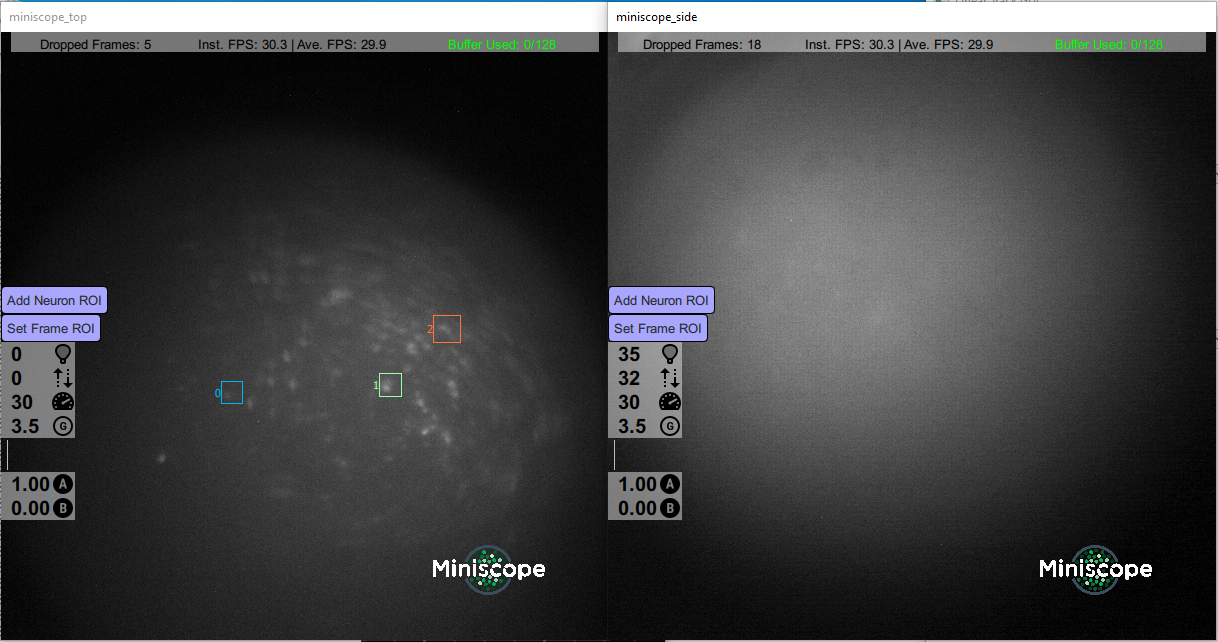 miniscope_top
Dropped Frames: 5 Inst. FPS: 30.3 | Ave. FPS: 29.9 Buffer Used: 0/128
2
Add Neuron ROI
Set Frame ROI
0
0
30
3.5 G
1.00 A
0.00 B
0
1
Miniscope
miniscope_side
Dropped Frames: 18 Inst. FPS: 30.3 | Ave. FPS: 29.9 Buffer Used: 0/128
Add Neuron ROI
Set Frame ROI
35
32
30
3.5 G
1.00 A
0.00 B
Miniscope